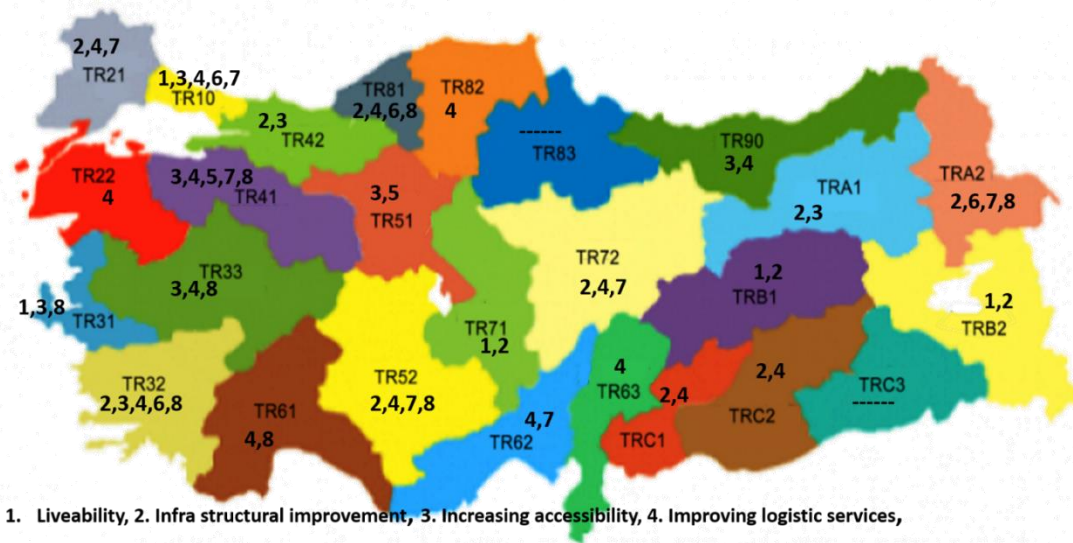 2,4,7
TR21
1,3,4,6,7
TR10
2,3
TR42
TR81
2,4,6,8
TR82
4
------
TR83
TR90
3,4
TRA1
2,3
TRA2
2,6,7,8
TR22
4
3,4,5,7,8
TR41
3,5
TR51
TR33
3,4,8
1,3,8
TR31
TR72
2,4,7
1,2
TRB1
1,2
TRB2
TR71
1,2
TR32
2,3,4,6,8
TR61
4,8
TR52
2,4,7,8
4,7
TR62
4
TR63
2,4
TRC1
2,4
TRC2
TRC3
------
1. Liveability, 2. Infra structural improvement, 3. Increasing accessibility, 4. Improving logistic services,